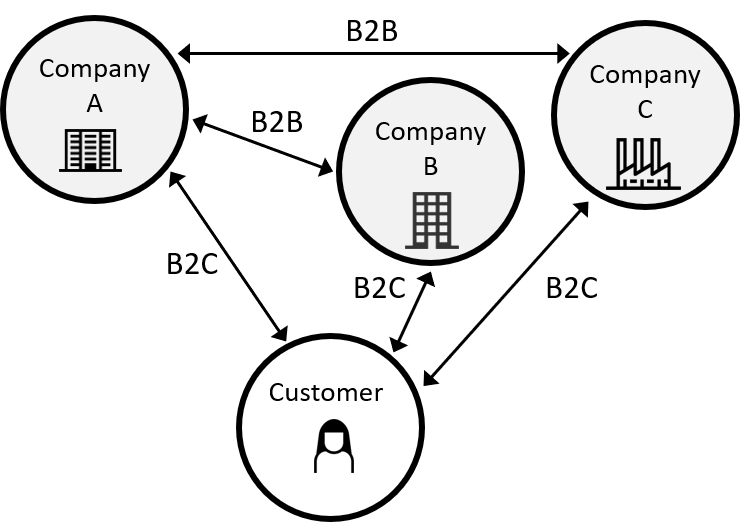 B2B
Company
A
Company
C
B2B
Company
B
B2C
B2C
B2C
Customer